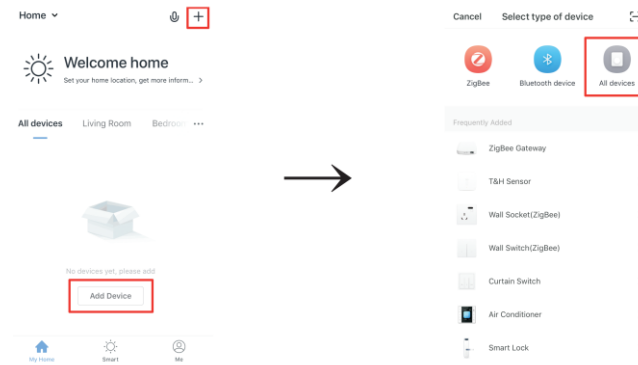 Home
Welcome home
Set your home location, get more inform...
All devices Living Room Bedroom
No devices yet, please add
Add Device
My Home Smart Me
Cancel Select type of device
ZigBee Bluetooth device All devices
Frequently Added
ZigBee Gateway
T&H Sensor
Wall Socket(ZigBee)
Wall Switch(ZigBee)
Curtain Switch
Air Conditioner
Smart Lock